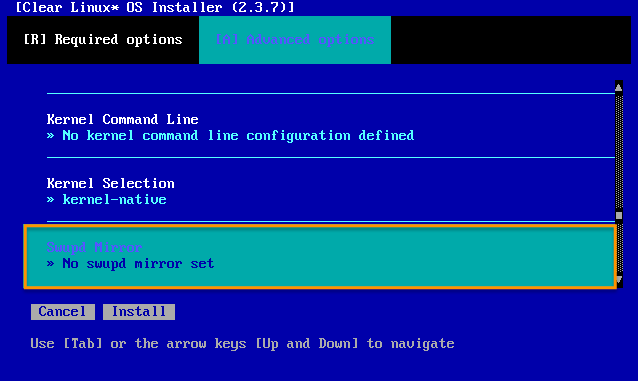 [Clear Linux* OS Installer (2.3.7)]
[R] Required options [A] Advanced options
Kernel Command Line
» No kernel command line configuration defined
Kernel Selection
» kernel-native
Swupd Mirror
» No swupd mirror set
Cancel Install
Use [Tab] or the arrow keys [Up and Down] to navigate